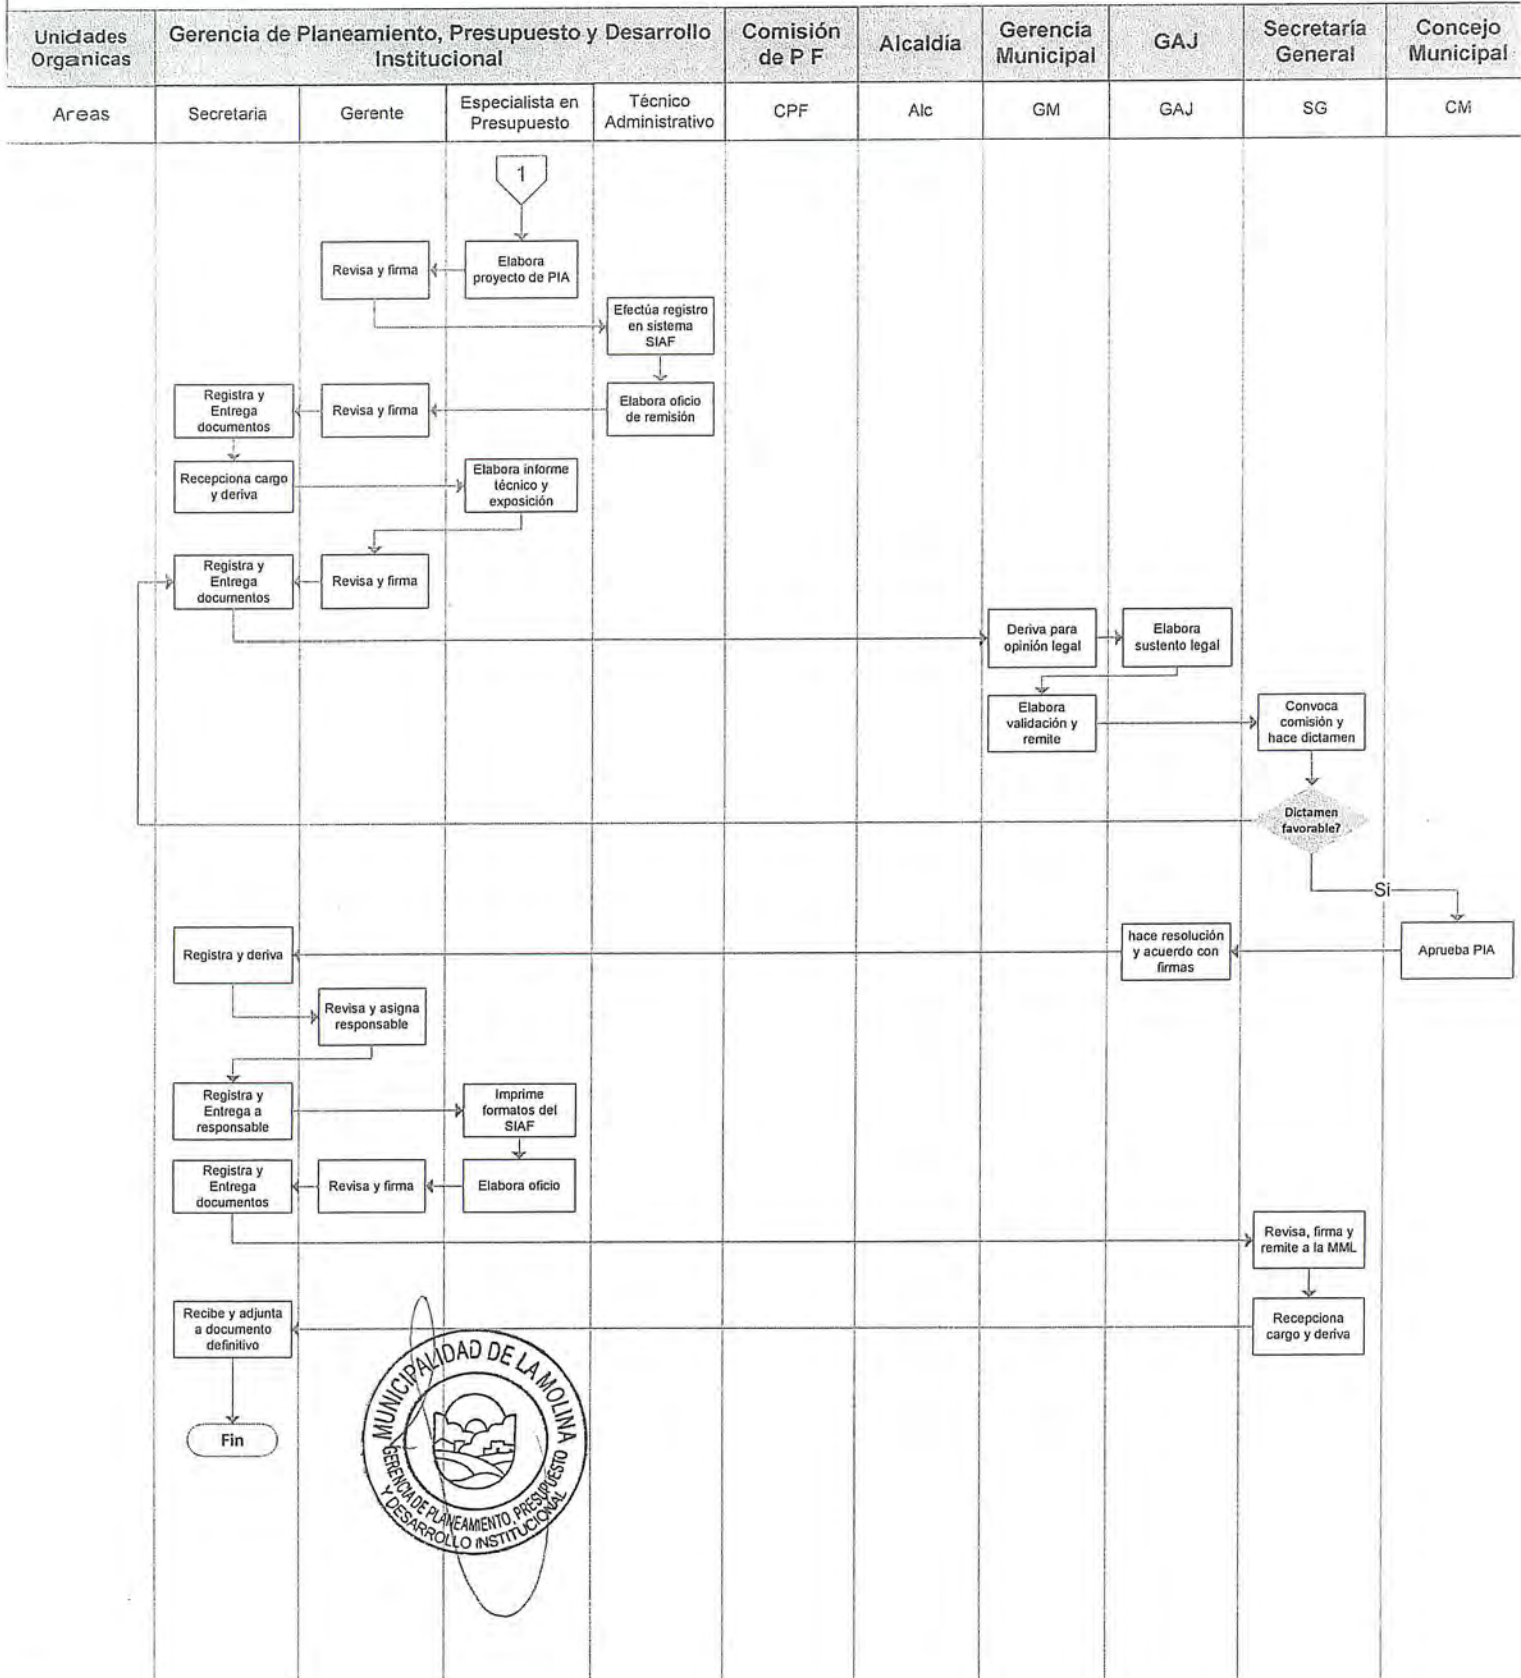 Unidades
Organicas
Gerencia de Planeamiento, Presupuesto y Desarrollo
Institucional
Comisión
de P F
Alcaldía
Gerencia
Municipal
GAJ
Secretaría
General
Concejo
Municipal
Areas
Secretaria
Gerente
Especialista en
Presupuesto
Técnico
Administrativo
CPF
Alc
GM
GAJ
SG
CM
1
Revisa y firma
Elabora
proyecto de PIA
Efectúa registro
en sistema
SIAF
Registra y
Entrega
documentos
Revisa y firma
Elabora oficio
de remisión
Recepciona cargo
y deriva
Elabora informe
técnico y
exposición
Registra y
Entrega
documentos
Revisa y firma
Deriva para
opinión legal
Elabora
sustento legal
Elabora
validación y
remite
Convoca
comisión y
hace dictamen
Dictamen
favorable?
Si
Registra y deriva
hace resolución
y acuerdo con
firmas
Aprueba PIA
Revisa y asigna
responsable
Registra y
Entrega a
responsable
Imprime
formatos del
SIAF
Registra y
Entrega
documentos
Revisa y firma
Elabora oficio
Revisa, firma y
remite a la MML
Recibe y adjunta
a documento
definitivo
Recepciona
cargo y deriva
Fin
MUNICIPALIDAD DE LA MOLINA
GERENCIA DE PLANEAMIENTO, PRESUPUESTO
Y DESARROLLO INSTITUCIONAL